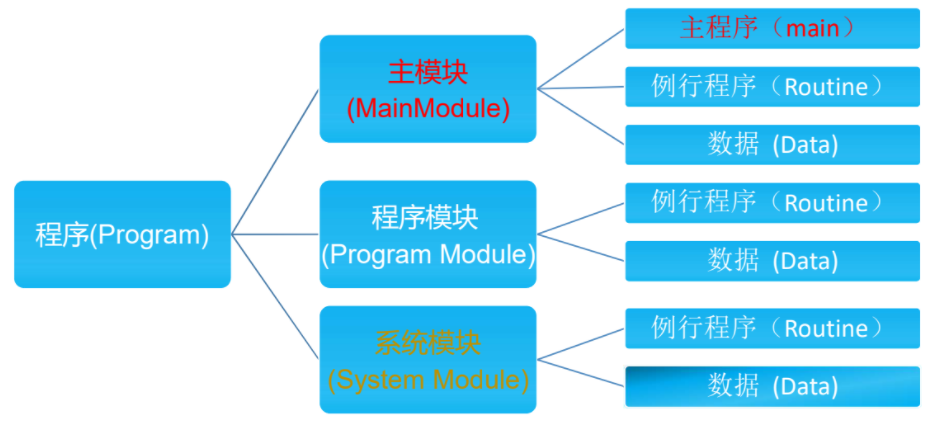 程序(Program)
主模块
(MainModule)
主程序（main）
例行程序（Routine）
数据 (Data)
程序模块
(Program Module)
例行程序（Routine）
数据 (Data)
系统模块
(System Module)
例行程序（Routine）
数据 (Data)